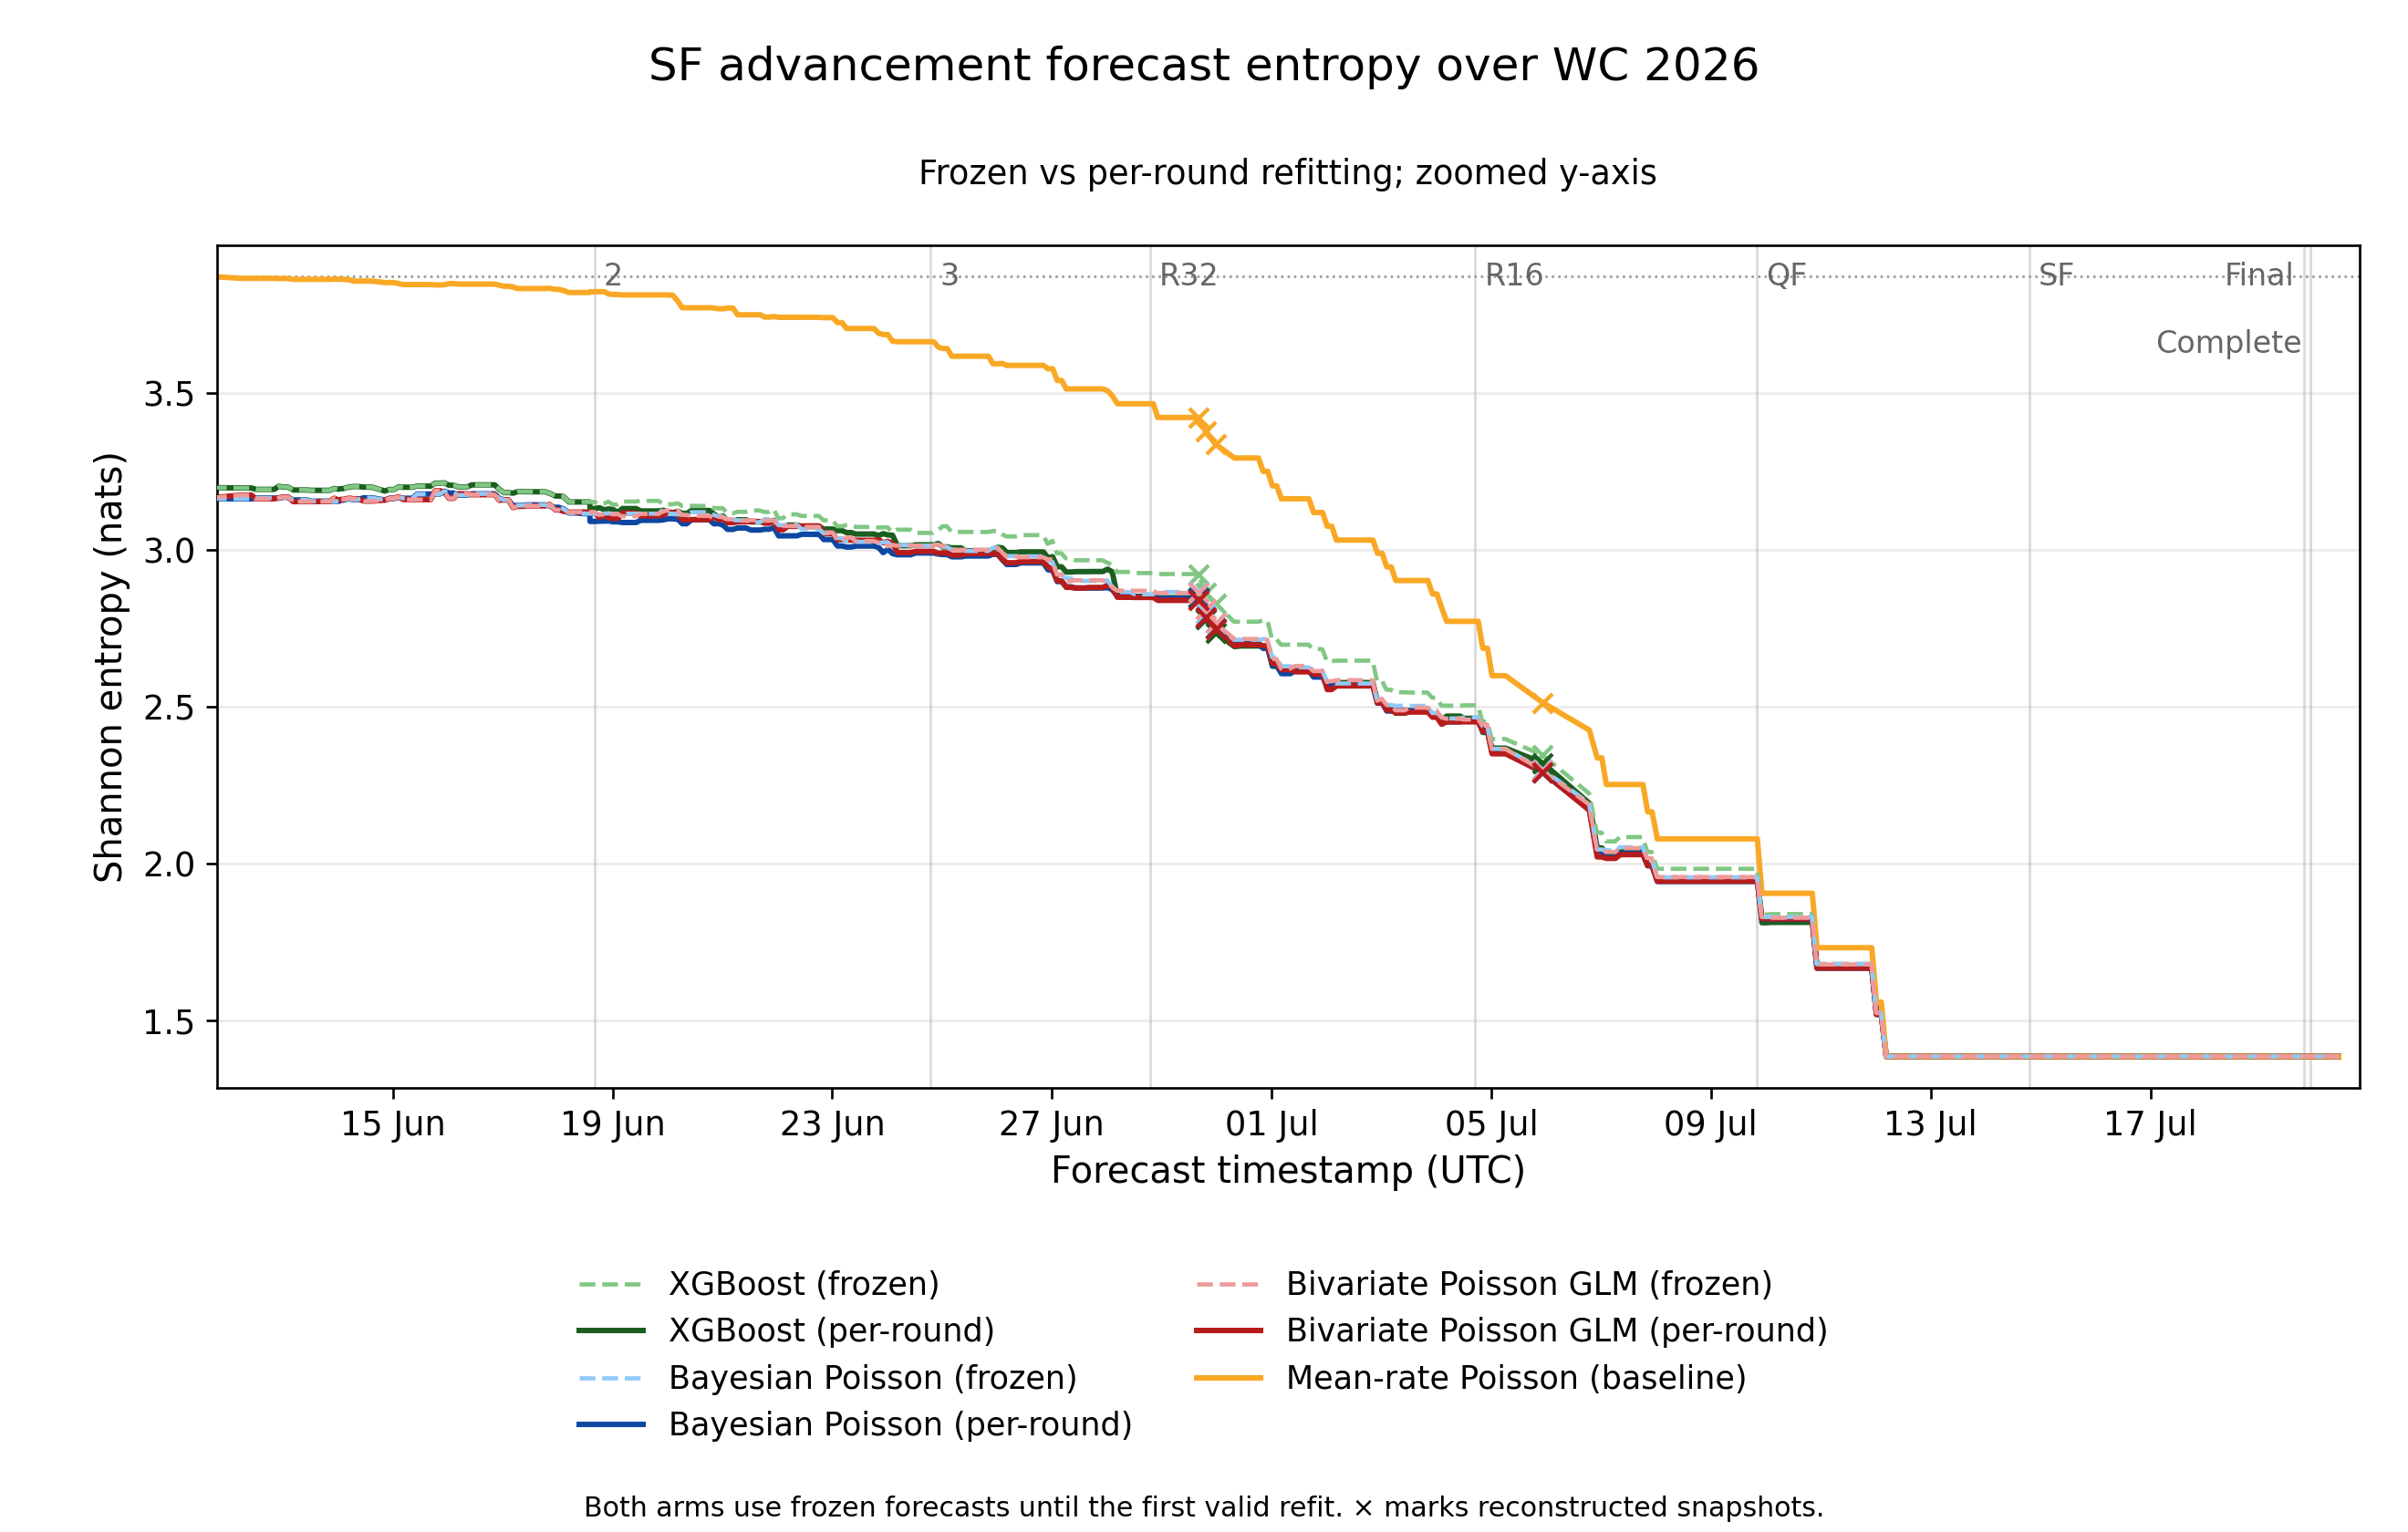 SF advancement forecast entropy over WC 2026
Frozen vs per-round refitting; zoomed y-axis
2
3
R32
R16
QF
SF
Final
Complete
Shannon entropy (nats)
3.5
3.0
2.5
2.0
1.5
15 Jun
19 Jun
23 Jun
27 Jun
01 Jul
05 Jul
09 Jul
13 Jul
17 Jul
Forecast timestamp (UTC)
XGBoost (frozen)
XGBoost (per-round)
Bayesian Poisson (frozen)
Bayesian Poisson (per-round)
Bivariate Poisson GLM (frozen)
Bivariate Poisson GLM (per-round)
Mean-rate Poisson (baseline)
Both arms use frozen forecasts until the first valid refit. × marks reconstructed snapshots.